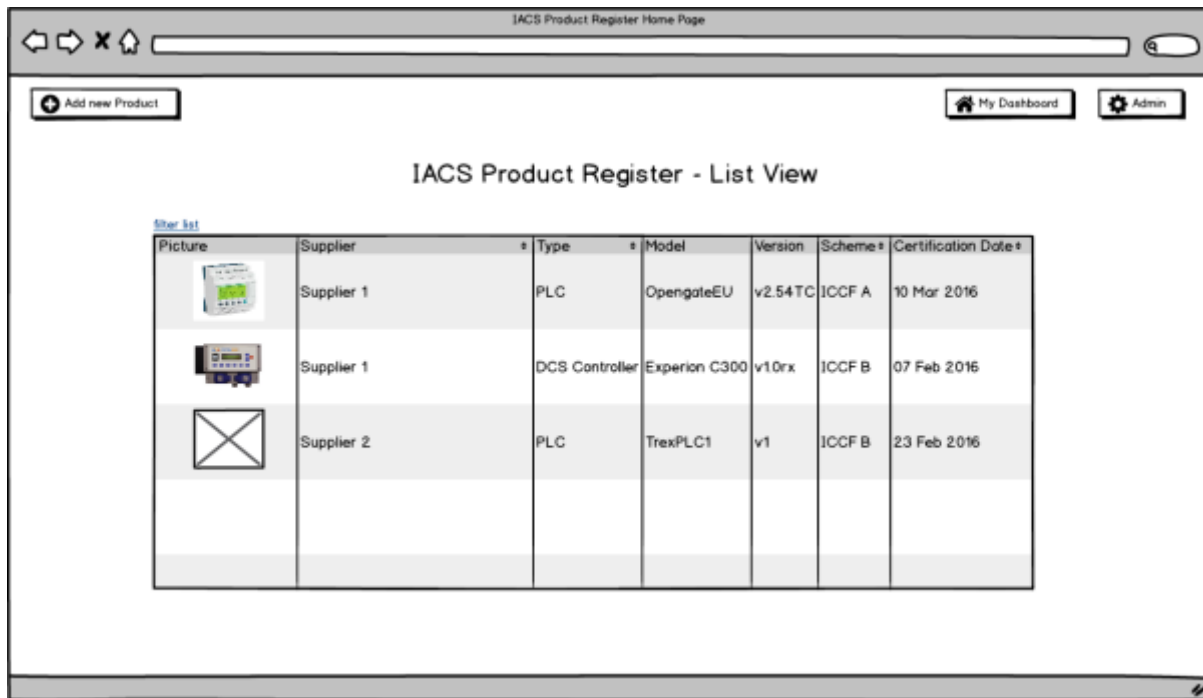 IACS Product Register Home Page
Add new Product
My Dashboard
Admin
IACS Product Register - List View
filter list
Picture Supplier Type Model Version Scheme Certification Date
Supplier 1 PLC OpengateEU v2.54TC ICCF A 10 Mar 2016
Supplier 1 DCS Controller Experion C300 v1.0rx ICCF B 07 Feb 2016
Supplier 2 PLC TrexPLC1 v1 ICCF B 23 Feb 2016